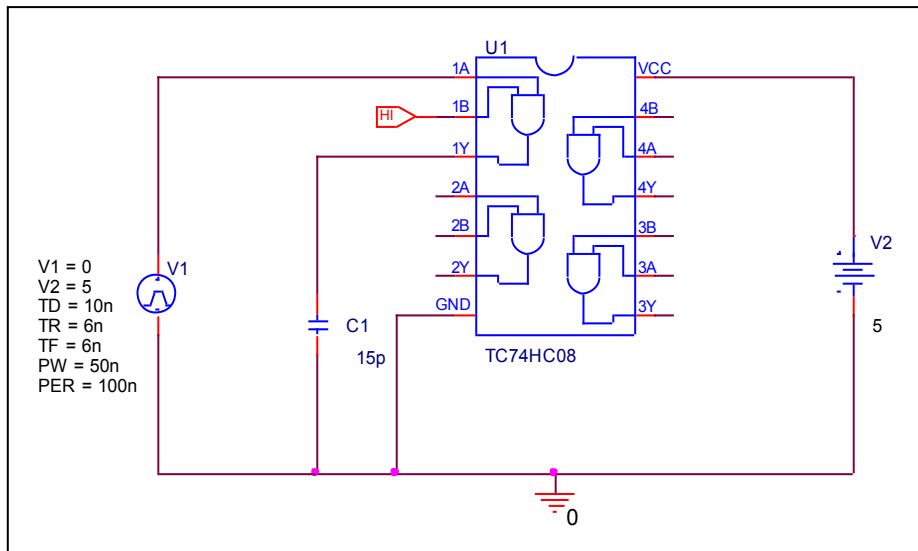 U1
1A
VCC
HI
1B
4B
1Y
4A
2A
4Y
2B
3B
V1 = 0
V2 = 5
TD = 10n
TR = 6n
TF = 6n
PW = 50n
PER = 100n
V1
2Y
3A
V2
GND
3Y
C1
15p
5
TC74HC08
0